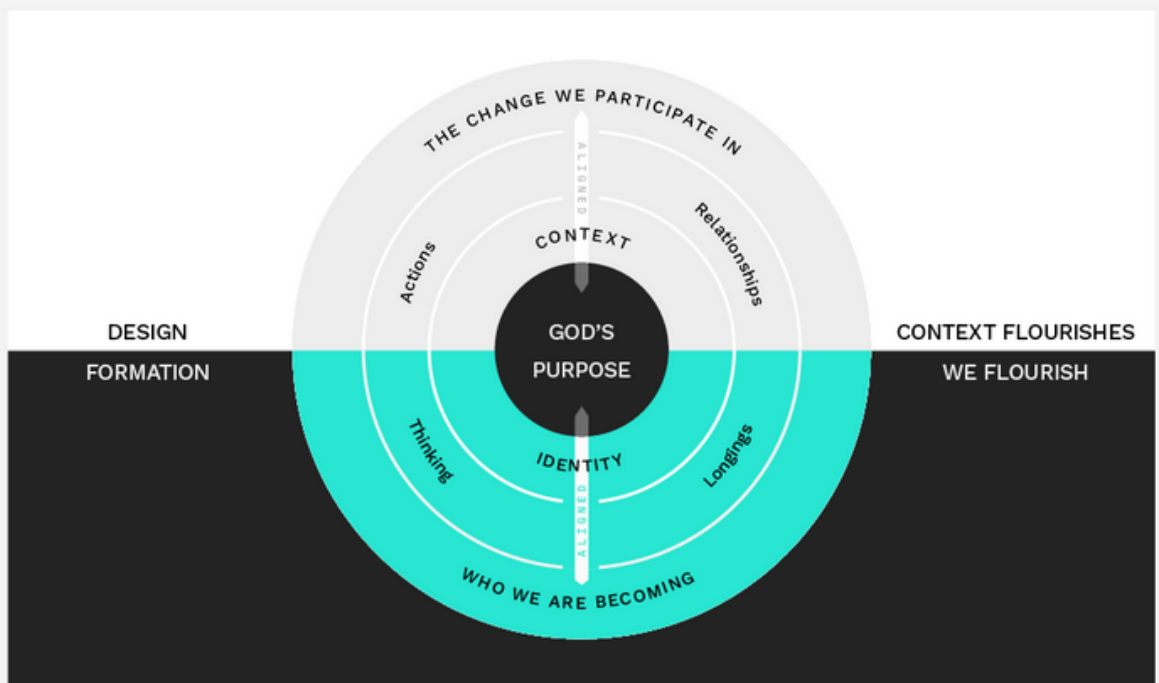 THE CHANGE WE PARTICIPATE IN
ALIGNED
Actions
Relationships
CONTEXT
DESIGN
CONTEXT FLOURISHES
GOD'S
PURPOSE
FORMATION
WE FLOURISH
Thinking
Longings
IDENTITY
ALIGNED
WHO WE ARE BECOMING